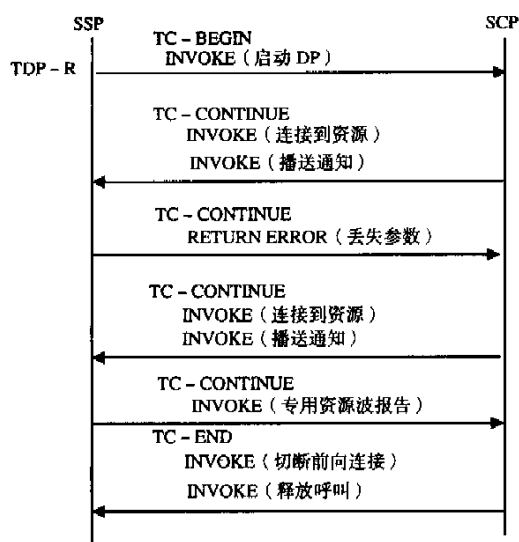 SSP SCP
TC – BEGIN
INVOKE（启动 DP）
TDP – R
TC – CONTINUE
INVOKE（连接到资源）
INVOKE（播送通知）
TC – CONTINUE
RETURN ERROR（丢失参数）
TC – CONTINUE
INVOKE（连接到资源）
INVOKE（播送通知）
TC – CONTINUE
INVOKE（专用资源波报告）
TC – END
INVOKE（切断前向连接）
INVOKE（释放呼叫）